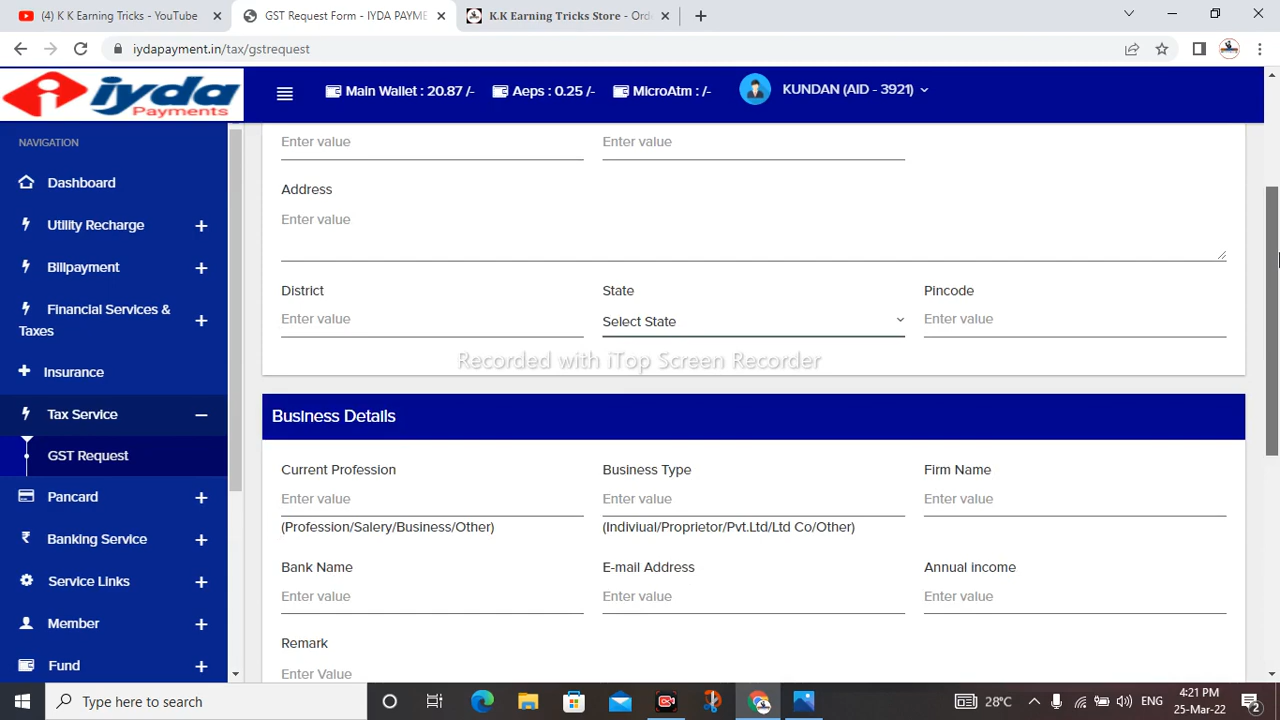 (4) K K Earning Tricks - YouTube
GST Request Form - IYDA PAYME
K.K Earning Tricks Store - Ord
iydapayment.in/tax/gstrequest
iyda
Payments
Main Wallet : 20.87 /-
Aeps : 0.25 /-
MicroAtm : /-
KUNDAN (AID - 3921)
NAVIGATION
Dashboard
Utility Recharge
Billpayment
Financial Services &
Taxes
Insurance
Tax Service
GST Request
Pancard
Banking Service
Service Links
Member
Fund
Enter value
Enter value
Address
Enter value
District
State
Pincode
Enter value
Select State
Enter value
Recorded with iTop Screen Recorder
Business Details
Current Profession
Business Type
Firm Name
Enter value
Enter value
Enter value
(Profession/Salery/Business/Other)
(Indiviual/Proprietor/Pvt.Ltd/Ltd Co/Other)
Bank Name
E-mail Address
Annual income
Enter value
Enter value
Enter value
Remark
Enter Value
Type here to search
28°C
ENG
4:21 PM
25-Mar-22
2